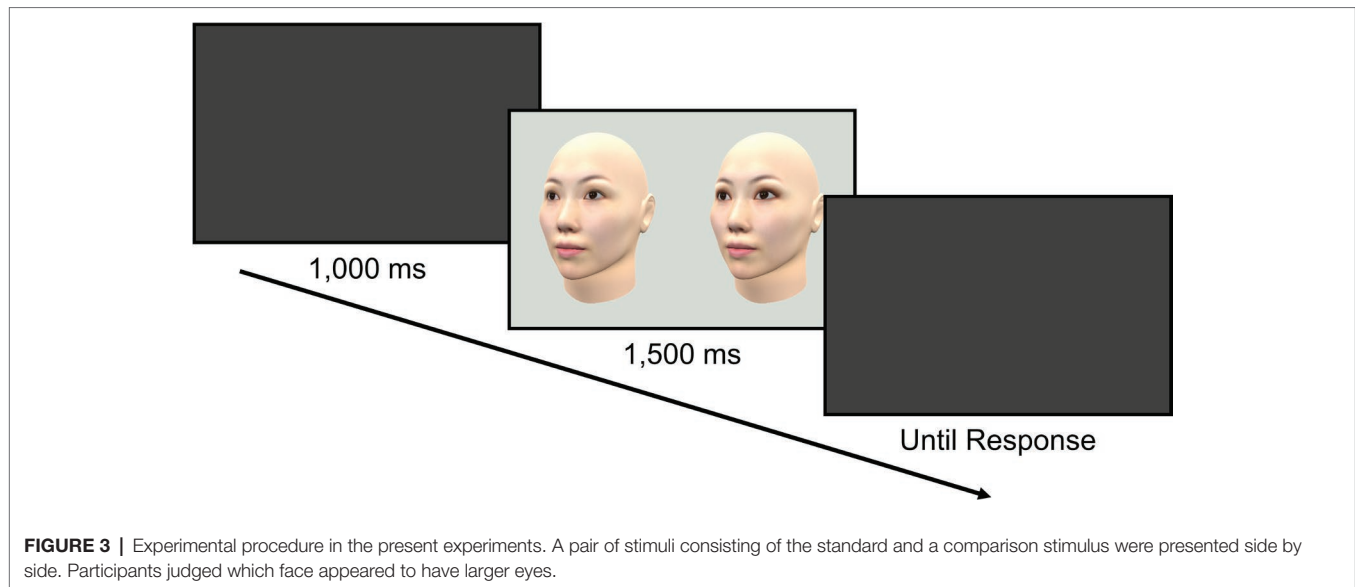 1,000 ms
1,500 ms
Until Response
FIGURE 3 | Experimental procedure in the present experiments. A pair of stimuli consisting of the standard and a comparison stimulus were presented side by
side. Participants judged which face appeared to have larger eyes.